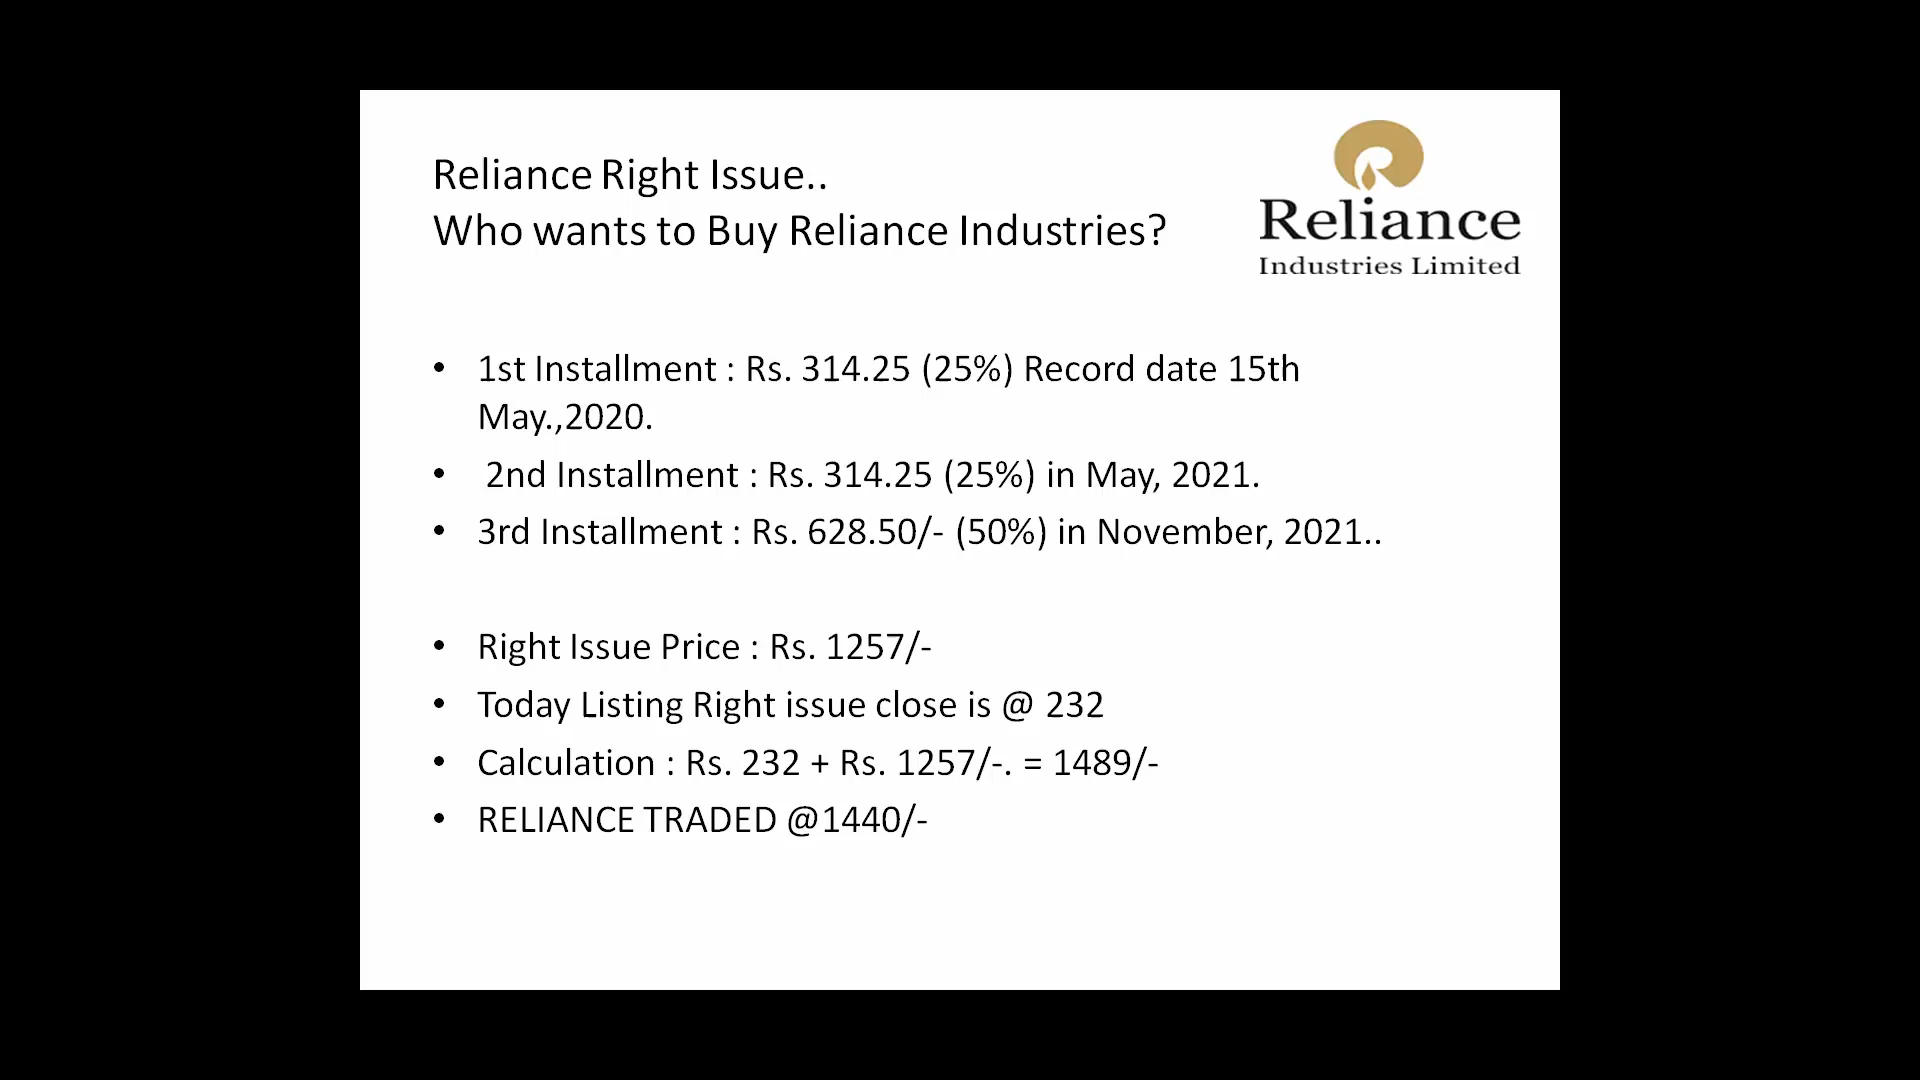 Reliance Right Issue..
Who wants to Buy Reliance Industries?
Reliance
Industries Limited
• 1st Installment : Rs. 314.25 (25%) Record date 15th
May.,2020.
• 2nd Installment : Rs. 314.25 (25%) in May, 2021.
• 3rd Installment : Rs. 628.50/- (50%) in November, 2021..
• Right Issue Price : Rs. 1257/-
• Today Listing Right issue close is @ 232
• Calculation : Rs. 232 + Rs. 1257/-. = 1489/-
• RELIANCE TRADED @1440/-